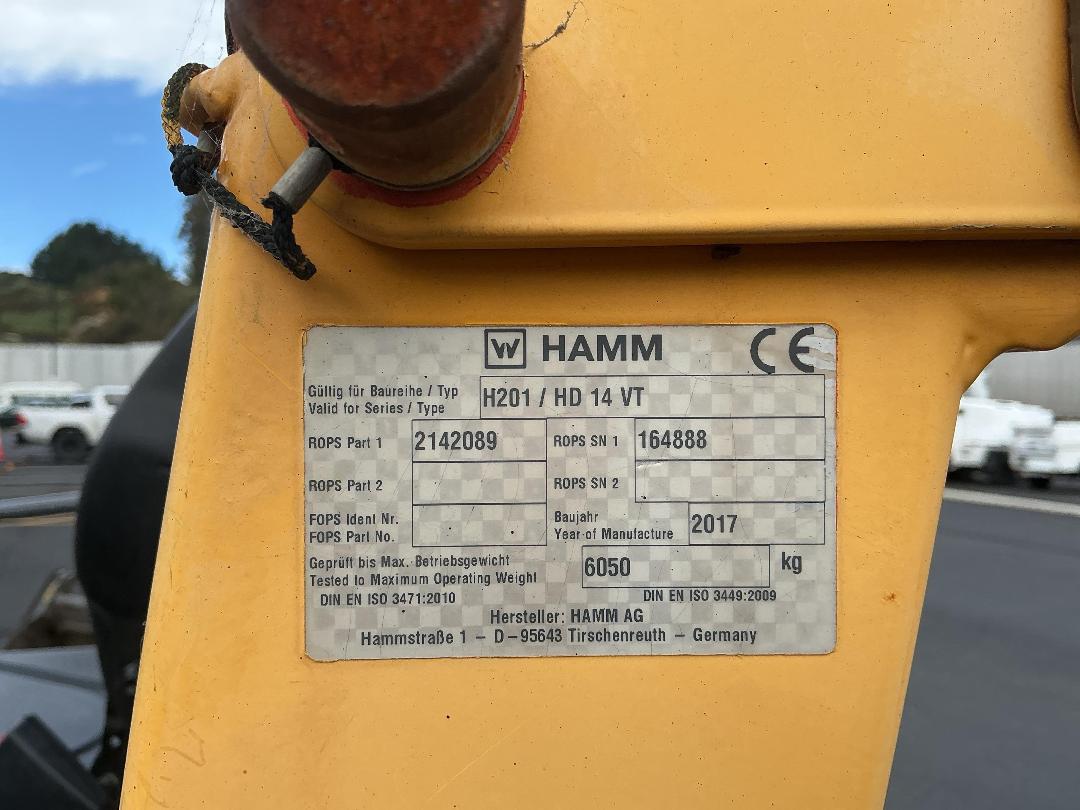 W HAMM CE
Gültig für Baureihe / Typ
Valid for Series / Type
H201 / HD 14 VT
ROPS Part 1 2142089 ROPS SN 1 164888
ROPS Part 2 ROPS SN 2
FOPS Ident Nr.
FOPS Part No.
Baujahr
Year of Manufacture
2017
Geprüft bis Max. Betriebsgewicht
Tested to Maximum Operating Weight
6050 kg
DIN EN ISO 3471:2010 DIN EN ISO 3449:2009
Hersteller: HAMM AG
Hammstraße 1 – D–95643 Tirschenreuth – Germany